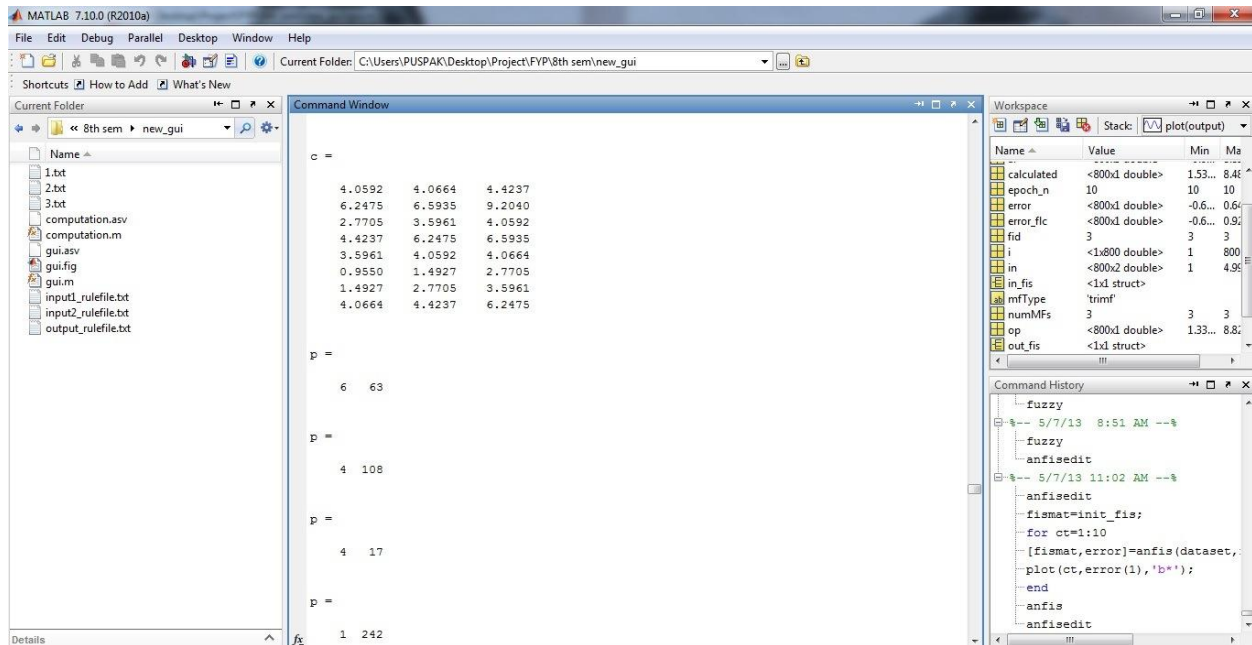 MATLAB 7.10.0 (R2010a)
File Edit Debug Parallel Desktop Window Help
Current Folder: C:\Users\PUSPAK\Desktop\Project\FYP\8th sem\new_gui
Shortcuts How to Add What's New
Current Folder
« 8th sem new_gui
Name
1.txt
2.txt
3.txt
computation.asv
computation.m
gui.asv
gui.fig
gui.m
input1_rulefile.txt
input2_rulefile.txt
output_rulefile.txt
Details
Command Window
c =
4.0592 4.0664 4.4237
6.2475 6.5935 9.2040
2.7705 3.5961 4.0592
4.4237 6.2475 6.5935
3.5961 4.0592 4.0664
0.9550 1.4927 2.7705
1.4927 2.7705 3.5961
4.0664 4.4237 6.2475
p =
6 63
p =
4 108
p =
4 17
p =
1 242
fx
Workspace
Stack: plot(output)
Name Value Min Ma
calculated <800x1 double> 1.53... 8.48
epoch_n 10 10 10
error <800x1 double> -0.6... 0.64
error_flc <800x1 double> -0.6... 0.92
fid 3 3 3
i <1x800 double> 1 800
in <800x2 double> 1 4.99
in_fis <1x1 struct>
mfType 'trimf'
numMFs 3 3 3
op <800x1 double> 1.33... 8.82
out_fis <1x1 struct>
Command History
fuzzy
%-- 5/7/13 8:51 AM --%
fuzzy
anfisedit
%-- 5/7/13 11:02 AM --%
anfisedit
fismat=init_fis;
for ct=1:10
[fismat,error]=anfis(dataset,
plot(ct,error(1),'b*');
end
anfis
anfisedit